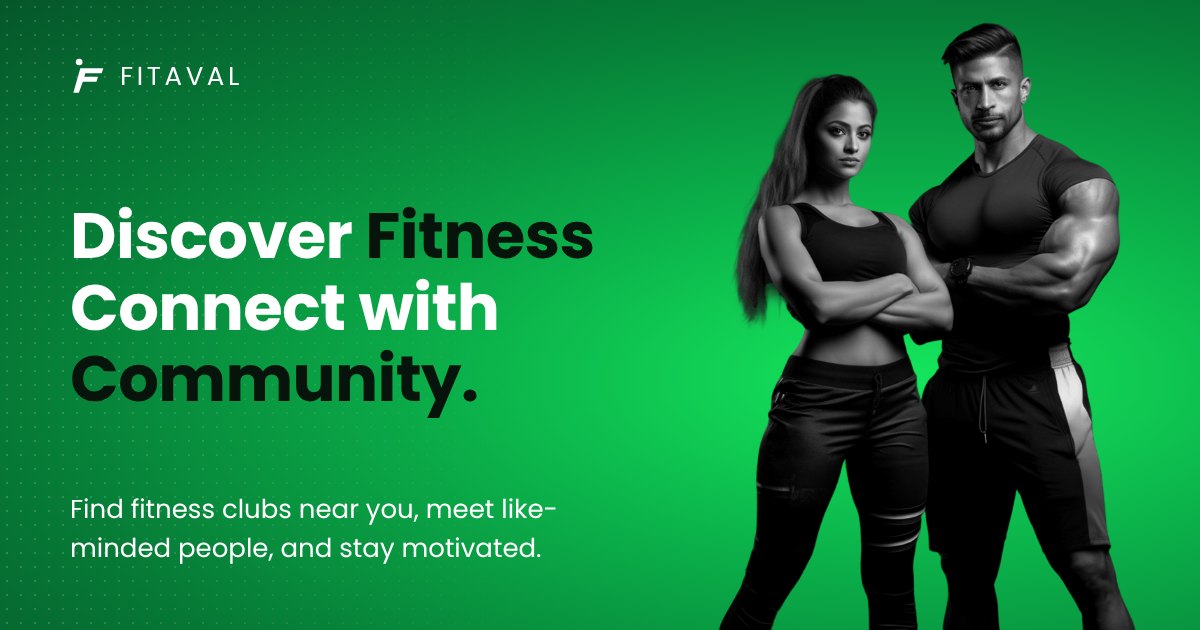 FITAVAL
Discover Fitness
Connect with
Community.
Find fitness clubs near you, meet like-
minded people, and stay motivated.